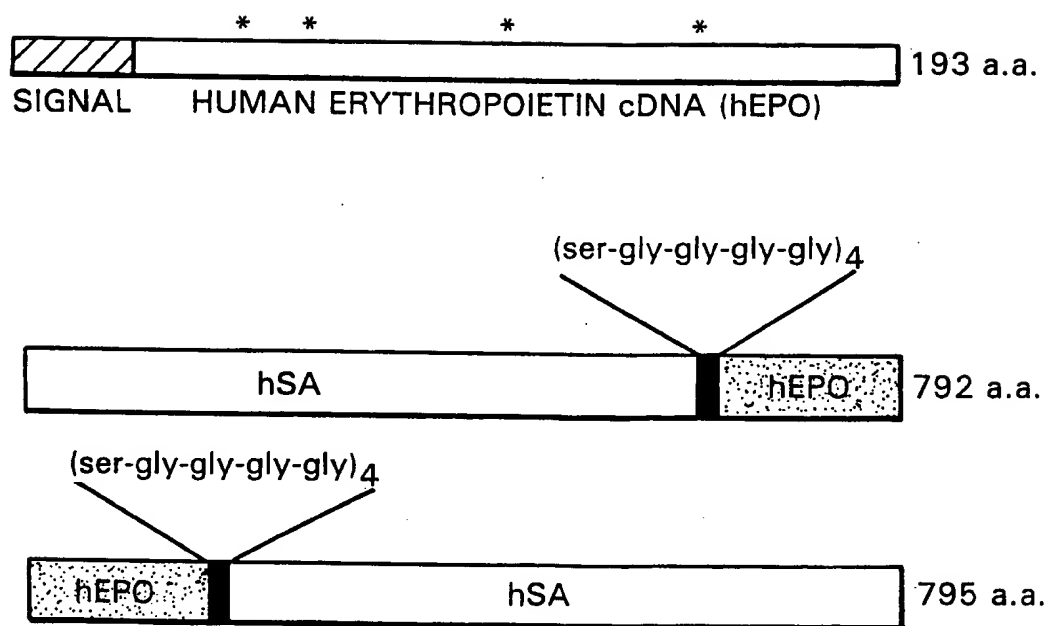 * * * *
193 a.a.
SIGNAL HUMAN ERYTHROPOIETIN cDNA (hEPO)
(ser-gly-gly-gly-gly)4
hSA hEPO 792 a.a.
(ser-gly-gly-gly-gly)4
hEPO hSA 795 a.a.